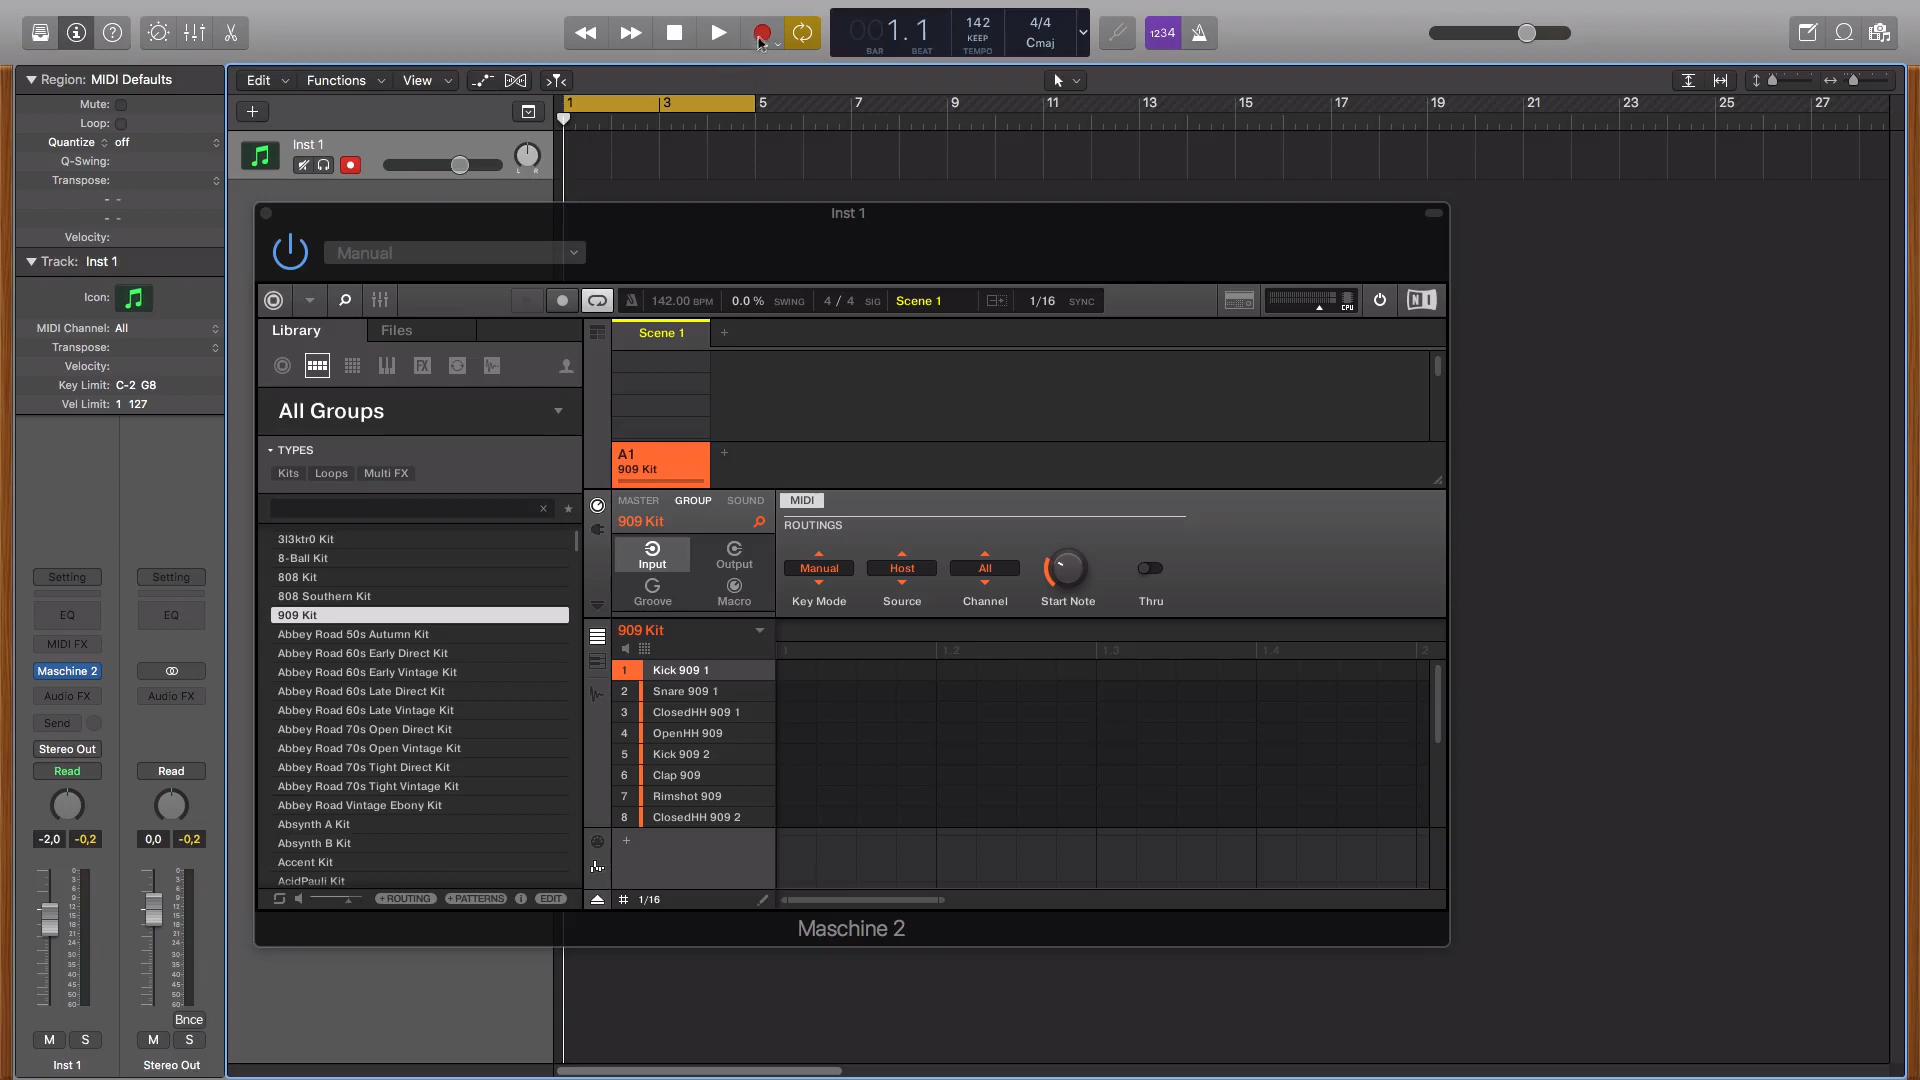 001.1
BAR BEAT
142
KEEP
TEMPO
4/4
Cmaj
1234
Region: MIDI Defaults
Mute:
Loop:
Quantize off
Q-Swing:
Transpose:
- -
- -
Velocity:
Track: Inst 1
Icon:
MIDI Channel: All
Transpose:
Velocity:
Key Limit: C-2 G8
Vel Limit: 1 127
Setting Setting
EQ EQ
MIDI FX
Maschine 2
Audio FX Audio FX
Send
Stereo Out
Read Read
-2,0 -0,2 0,0 -0,2
Bnce
M S M S
Inst 1 Stereo Out
Edit Functions View
1 3 5 7 9 11 13 15 17 19 21 23 25 27
Inst 1
L R
Inst 1
Manual
142.00 BPM 0.0 % SWING 4 / 4 SIG Scene 1 1/16 SYNC
CPU
NI
Library Files
FX
All Groups
TYPES
Kits Loops Multi FX
3l3ktr0 Kit
8-Ball Kit
808 Kit
808 Southern Kit
909 Kit
Abbey Road 50s Autumn Kit
Abbey Road 60s Early Direct Kit
Abbey Road 60s Early Vintage Kit
Abbey Road 60s Late Direct Kit
Abbey Road 60s Late Vintage Kit
Abbey Road 70s Open Direct Kit
Abbey Road 70s Open Vintage Kit
Abbey Road 70s Tight Direct Kit
Abbey Road 70s Tight Vintage Kit
Abbey Road Vintage Ebony Kit
Absynth A Kit
Absynth B Kit
Accent Kit
AcidPauli Kit
+ROUTING +PATTERNS EDIT
Scene 1
A1
909 Kit
MASTER GROUP SOUND
909 Kit
Input Output
Groove Macro
MIDI
ROUTINGS
Manual Host All
Key Mode Source Channel Start Note Thru
909 Kit
1 1.2 1.3 1.4 2
1 Kick 909 1
2 Snare 909 1
3 ClosedHH 909 1
4 OpenHH 909
5 Kick 909 2
6 Clap 909
7 Rimshot 909
8 ClosedHH 909 2
1/16
Maschine 2